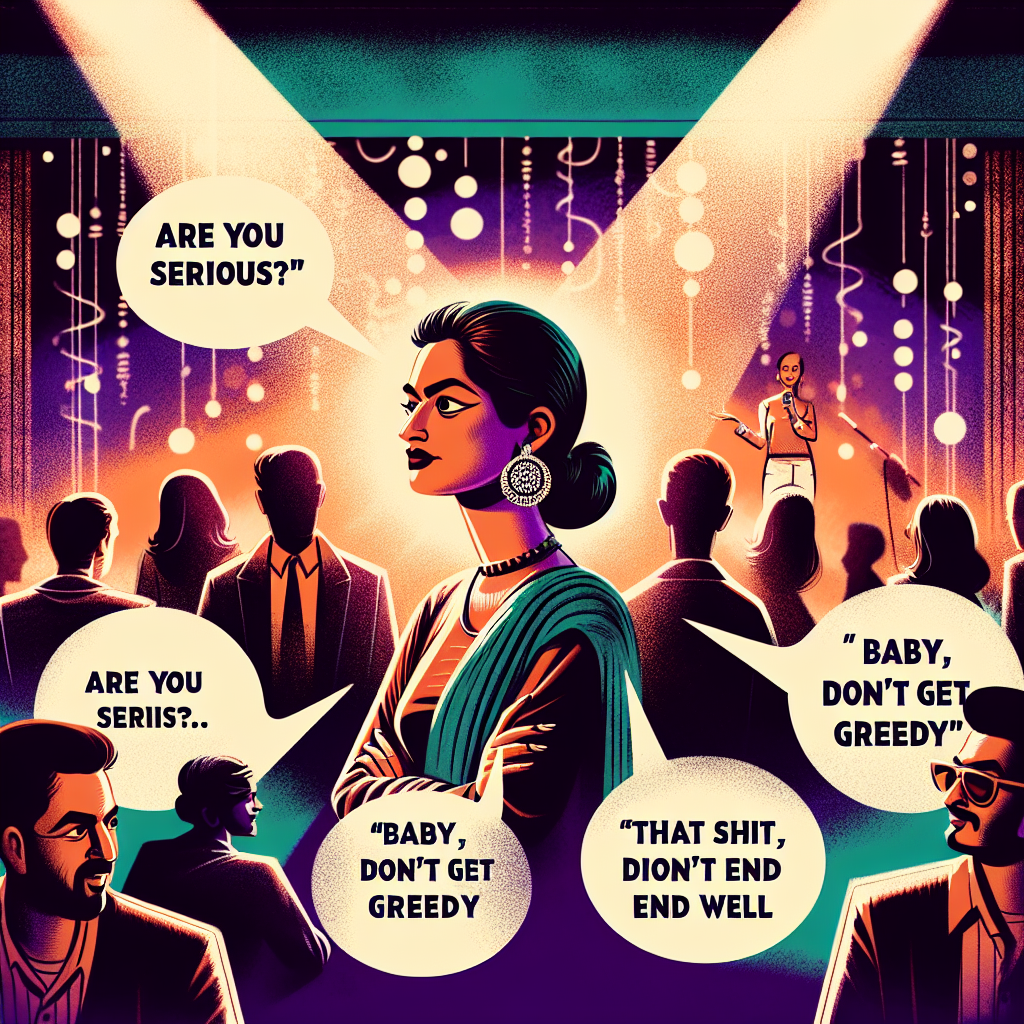 ARE YOU
SERIOUS?"
ARE YOU
SERIIS?..
" BABY,
DON'T GET
GREEDY"
"BABY,
DON'T GET
GREEDY
"THAT SHIT,
DION'T END
END WELL